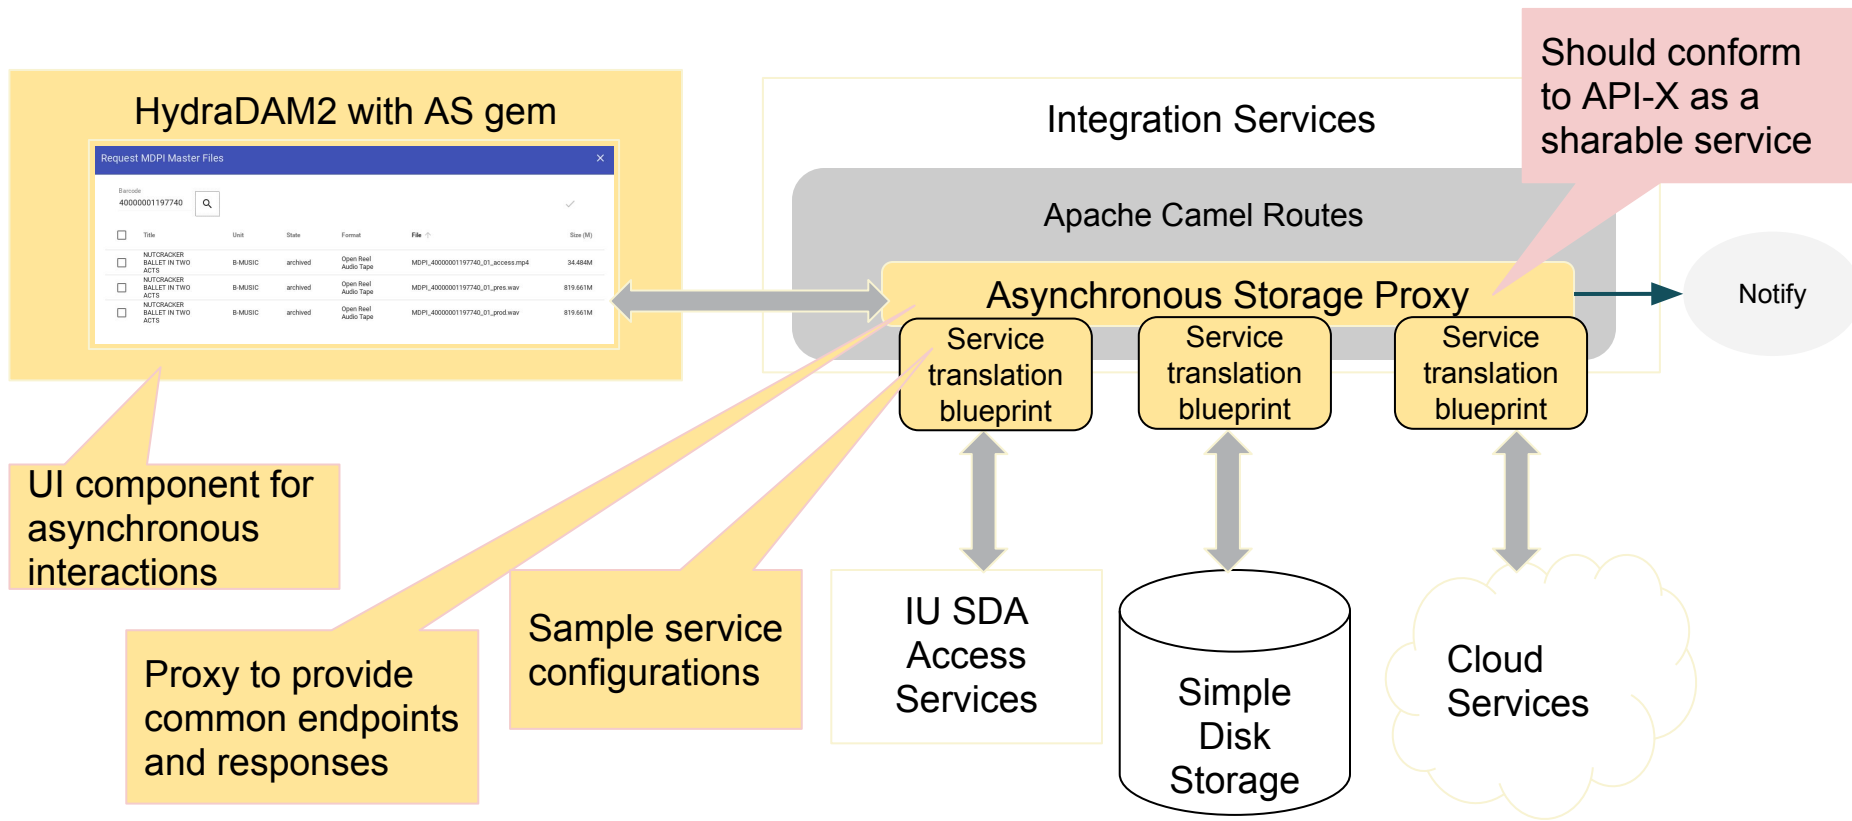 Should conform
to API-X as a
sharable service
HydraDAM2 with AS gem
Integration Services
Request MDPI Master Files
×
Barcode
40000001197740
Title Unit State Format File ↑ Size (M)
NUTCRACKER
BALLET IN TWO
ACTS
B-MUSIC archived
Open Reel
Audio Tape
MDPI_40000001197740_01_access.mp4 34.484M
NUTCRACKER
BALLET IN TWO
ACTS
B-MUSIC archived
Open Reel
Audio Tape
MDPI_40000001197740_01_pres.wav 819.661M
NUTCRACKER
BALLET IN TWO
ACTS
B-MUSIC archived
Open Reel
Audio Tape
MDPI_40000001197740_01_prod.wav 819.661M
Apache Camel Routes
Asynchronous Storage Proxy
Notify
Service
translation
blueprint
Service
translation
blueprint
Service
translation
blueprint
UI component for
asynchronous
interactions
Proxy to provide
common endpoints
and responses
Sample service
configurations
IU SDA
Access
Services
Simple
Disk
Storage
Cloud
Services